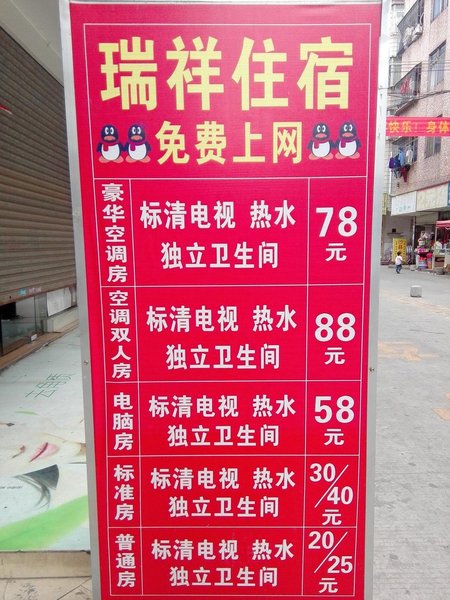 瑞祥住宿
免费上网
豪华空调房
标清电视 热水
独立卫生间
78
元
空调双人房
标清电视 热水
独立卫生间
88
元
电脑房
标清电视 热水
独立卫生间
58
元
标准房
标清电视 热水
独立卫生间
30/40
元
普通房
标清电视 热水
独立卫生间
20/25
元
快乐！身体